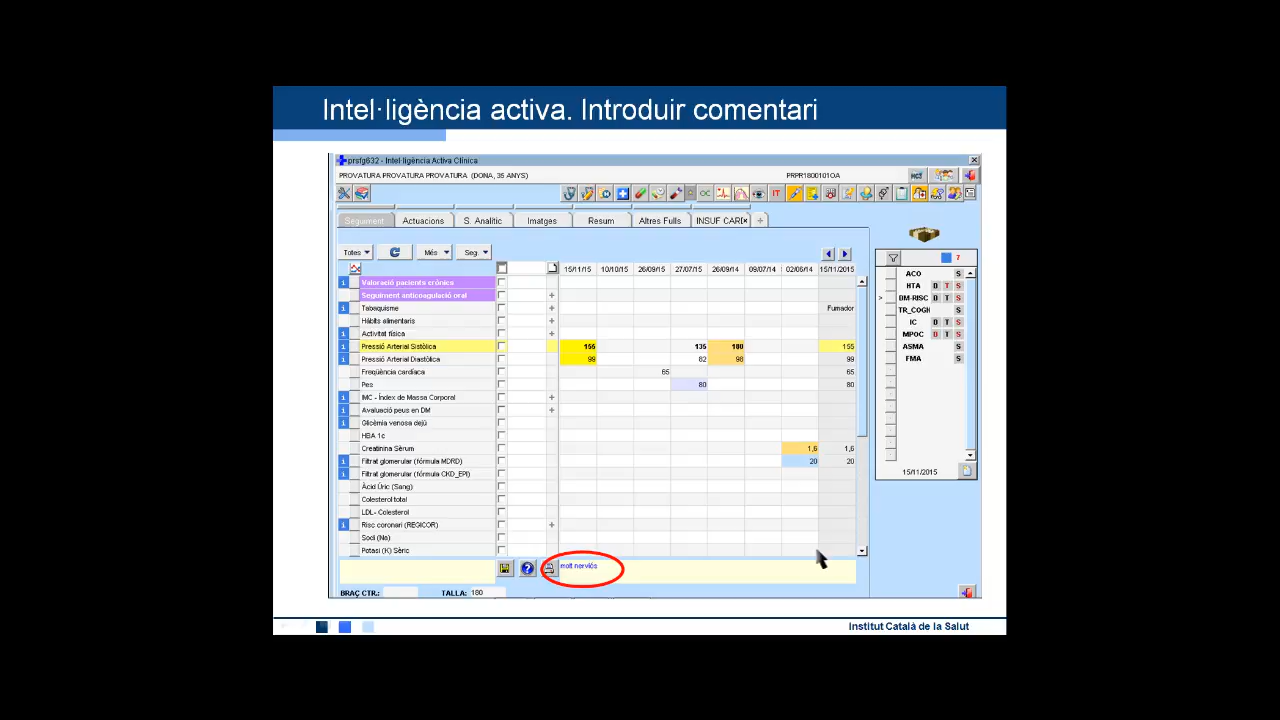 Intel·ligència activa. Introduir comentari
prsfg632 - Intel·ligència Activa Clínica
PROVATURA PROVATURA PROVATURA (DONA, 35 ANYS) PRPR1800101OA
Seguiment Actuacions S. Analític Imatges Resum Altres Fulls INSUF CARD
Totes Més Seg.
15/11/15 10/10/15 26/09/15 27/07/15 26/09/14 09/07/14 02/06/14 15/11/2015
Valoració pacients crònics
Seguiment anticoagulació oral
Tabaquisme Fumador
Hàbits alimentaris
Activitat física
Pressió Arterial Sistòlica 155 135 180 155
Pressió Arterial Diastòlica 99 82 98 99
Freqüència cardíaca 65 65
Pes 80 80
IMC - Índex de Massa Corporal
Avaluació peus en DM
Glicèmia venosa dejú
HBA 1c
Creatinina Sèrum 1,6 1,6
Filtrat glomerular (fórmula MDRD) 20 20
Filtrat glomerular (fórmula CKD_EPI)
Àcid Úric (Sang)
Colesterol total
LDL- Colesterol
Risc coronari (REGICOR)
Sodi (Na)
Potasi (K) Sèric
molt nerviós
BRAÇ CTR.: TALLA: 180
7
ACO S
HTA D T S
DM-RISC D T S
TR_COGN S
IC D T S
MPOC D T S
ASMA S
FMA S
15/11/2015
Institut Català de la Salut